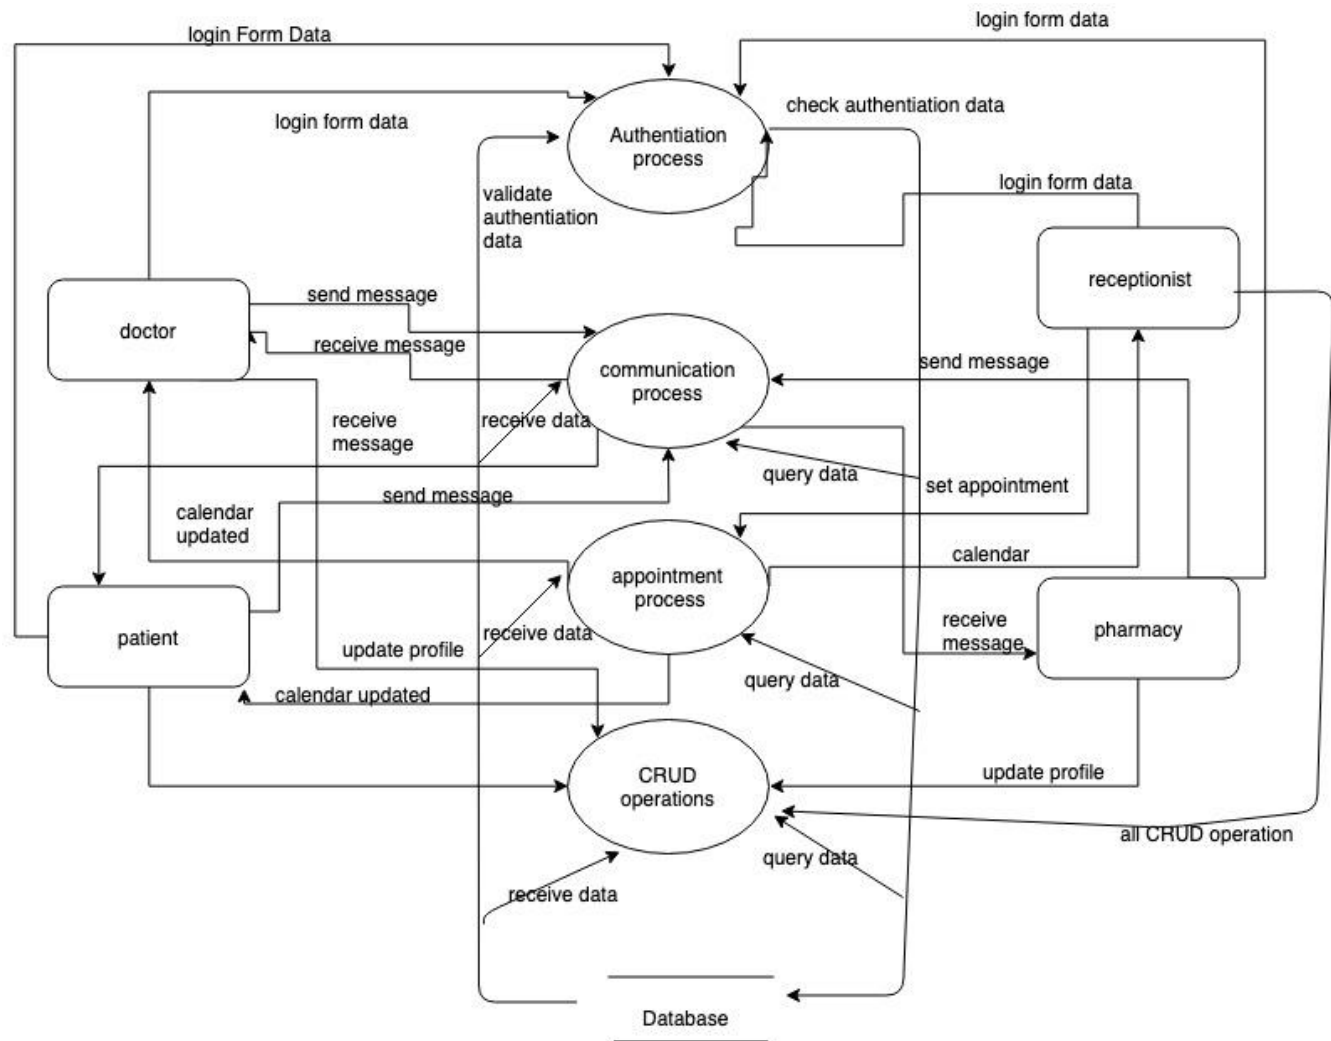 login form data
login Form Data
check authentiation data
login form data
Authentiation
process
login form data
validate
authentiation
data
receptionist
send message
doctor
receive message
send message
communication
process
receive
message
receive data
query data
set appointment
send message
calendar
updated
calendar
appointment
process
receive
message
pharmacy
patient
receive data
update profile
query data
calendar updated
CRUD
operations
update profile
all CRUD operation
query data
receive data
Database